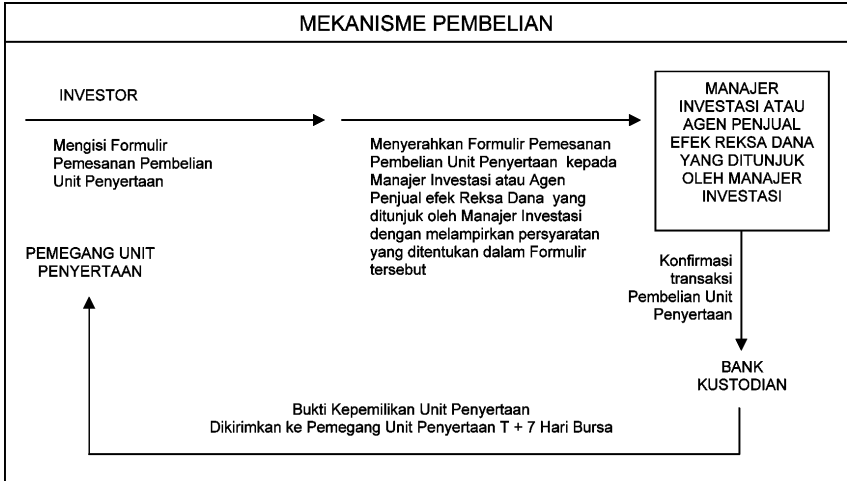 MEKANISME PEMBELIAN
INVESTOR
Mengisi Formulir
Pemesanan Pembelian
Unit Penyertaan
Menyerahkan Formulir Pemesanan
Pembelian Unit Penyertaan kepada
Manajer Investasi atau Agen
Penjual efek Reksa Dana yang
ditunjuk oleh Manajer Investasi
dengan melampirkan persyaratan
yang ditentukan dalam Formulir
tersebut
MANAJER
INVESTASI ATAU
AGEN PENJUAL
EFEK REKSA DANA
YANG DITUNJUK
OLEH MANAJER
INVESTASI
Konfirmasi
transaksi
Pembelian Unit
Penyertaan
BANK
KUSTODIAN
Bukti Kepemilikan Unit Penyertaan
Dikirimkan ke Pemegang Unit Penyertaan T + 7 Hari Bursa
PEMEGANG UNIT
PENYERTAAN